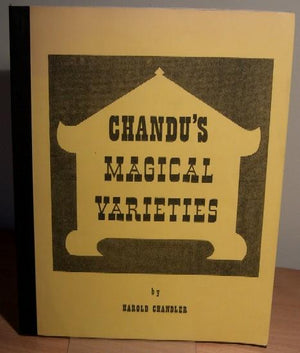 CHANDU'S
MAGICAL
VARIETIES
by
HAROLD CHANDLER